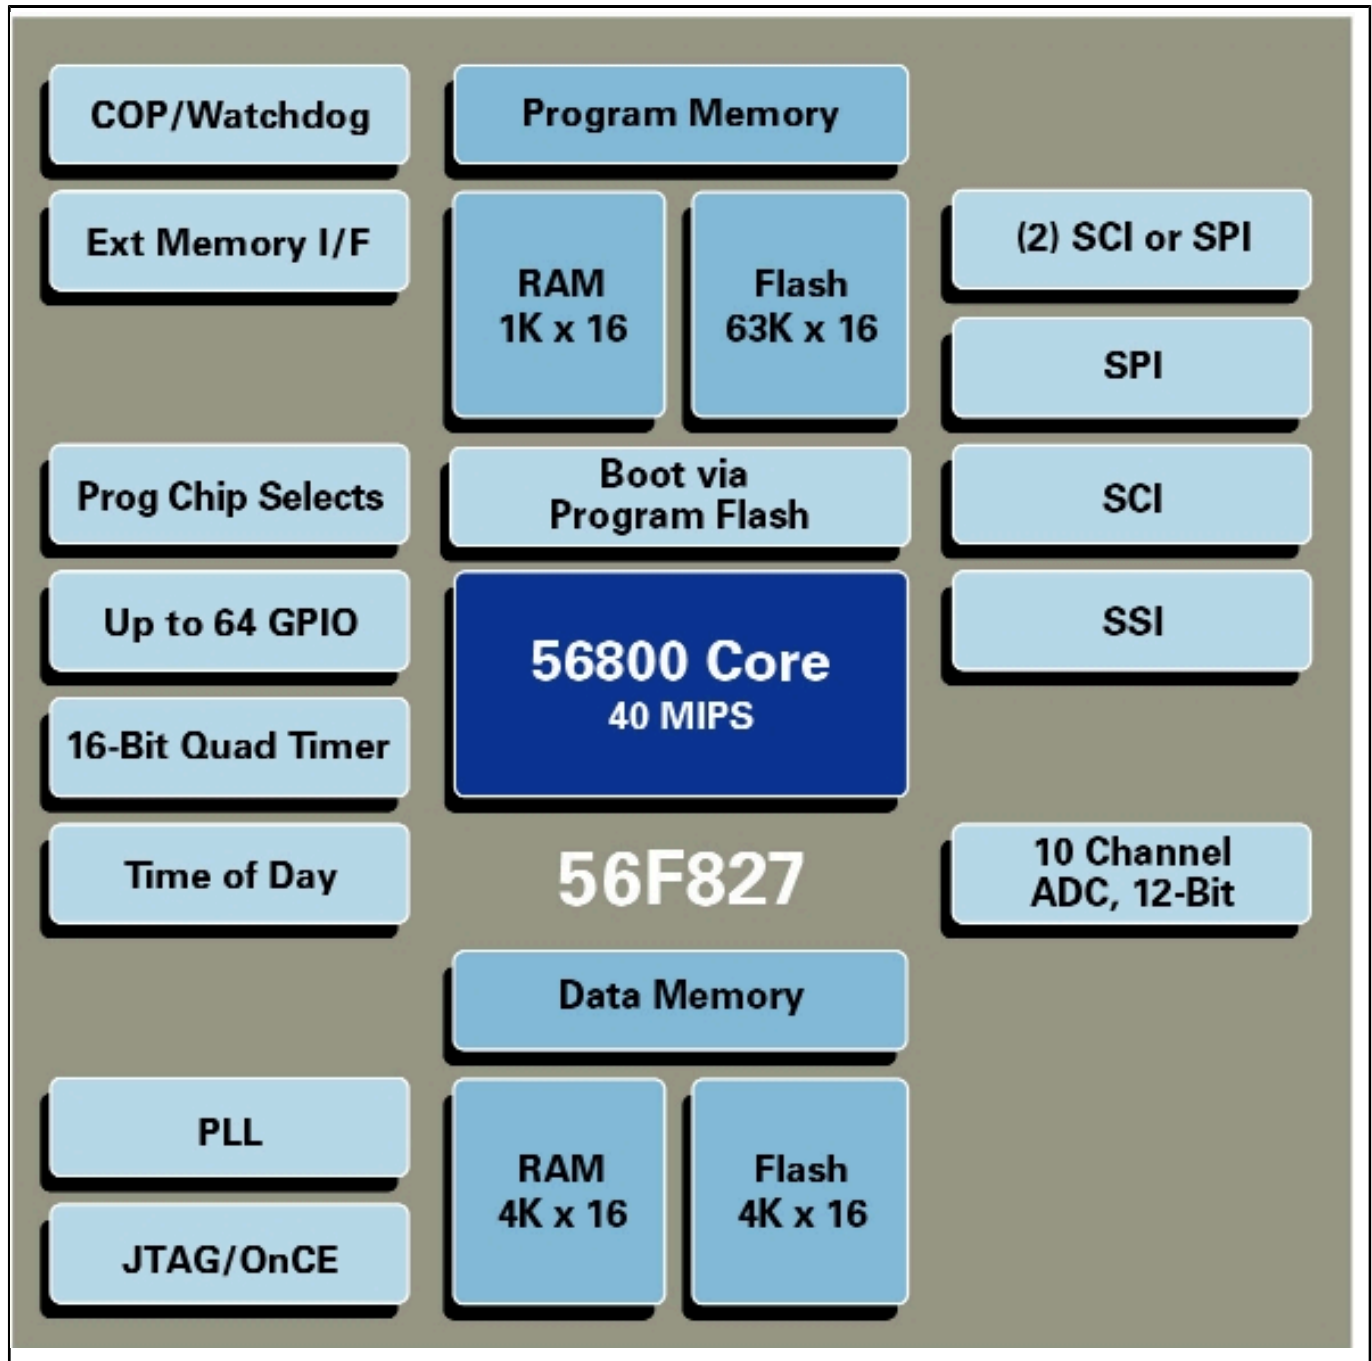 COP/Watchdog
Ext Memory I/F
Prog Chip Selects
Up to 64 GPIO
16-Bit Quad Timer
Time of Day
PLL
JTAG/OnCE
Program Memory
RAM
1K x 16
Flash
63K x 16
Boot via
Program Flash
56800 Core
40 MIPS
56F827
Data Memory
RAM
4K x 16
Flash
4K x 16
(2) SCI or SPI
SPI
SCI
SSI
10 Channel
ADC, 12-Bit